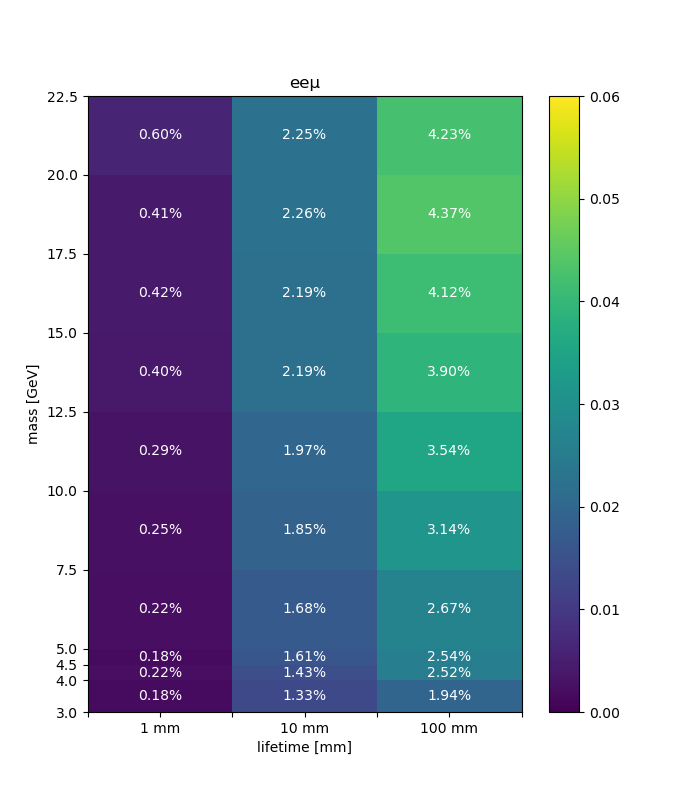 eeμ
22.5
20.0
17.5
15.0
12.5
10.0
7.5
5.0
4.5
4.0
3.0
mass [GeV]
0.60% 2.25% 4.23%
0.41% 2.26% 4.37%
0.42% 2.19% 4.12%
0.40% 2.19% 3.90%
0.29% 1.97% 3.54%
0.25% 1.85% 3.14%
0.22% 1.68% 2.67%
0.18% 1.61% 2.54%
0.22% 1.43% 2.52%
0.18% 1.33% 1.94%
1 mm 10 mm 100 mm
lifetime [mm]
0.06
0.05
0.04
0.03
0.02
0.01
0.00